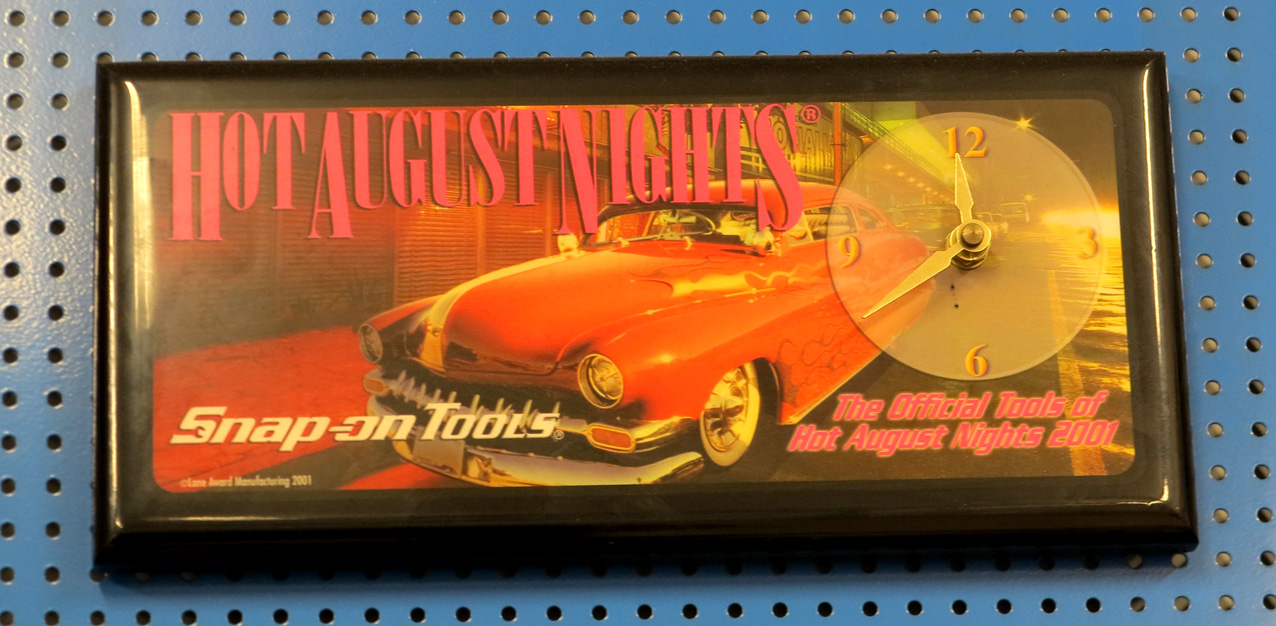 HOT AUGUST NIGHTS®
12
9
3
6
Snap-on Tools®
The Official Tools of
Hot August Nights 2001
©Lane Award Manufacturing 2001